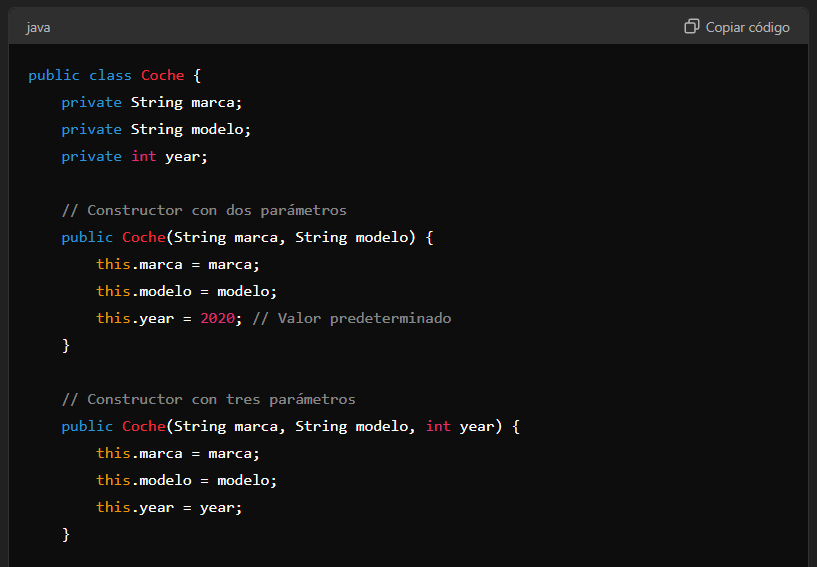 java
Copiar código
public class Coche {
    private String marca;
    private String modelo;
    private int year;

    // Constructor con dos parámetros
    public Coche(String marca, String modelo) {
        this.marca = marca;
        this.modelo = modelo;
        this.year = 2020; // Valor predeterminado
    }

    // Constructor con tres parámetros
    public Coche(String marca, String modelo, int year) {
        this.marca = marca;
        this.modelo = modelo;
        this.year = year;
    }